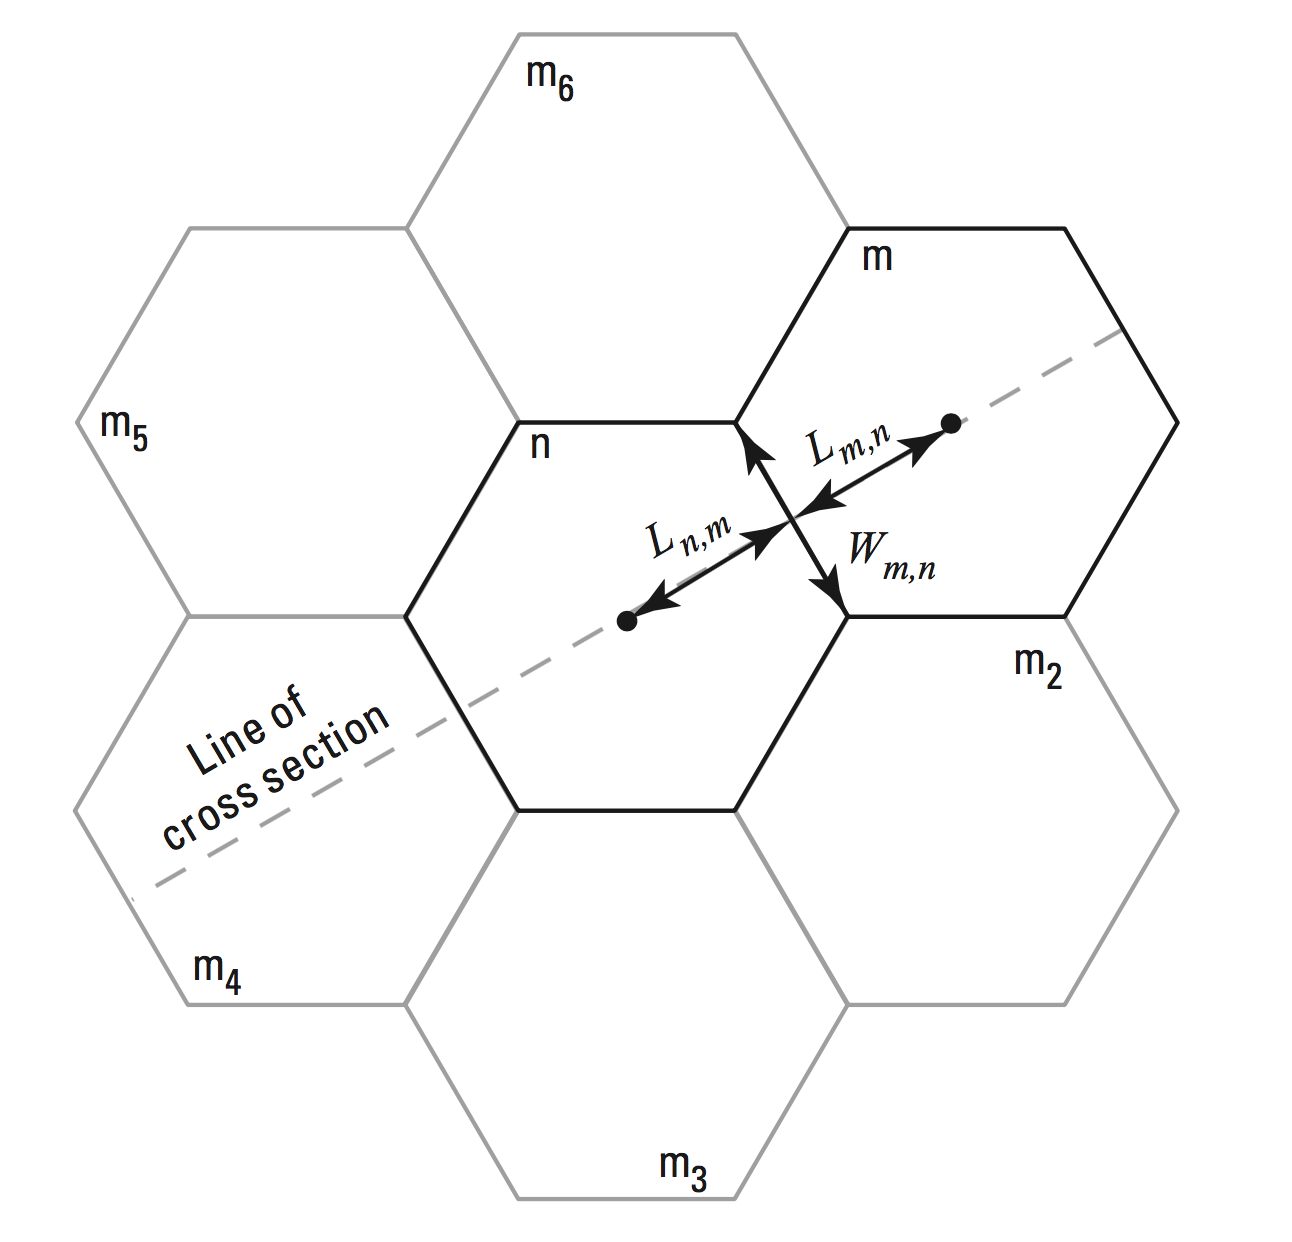 m6
m
m5
n
Lm,n
Ln,m
Wm,n
m2
Line of
cross section
m4
m3